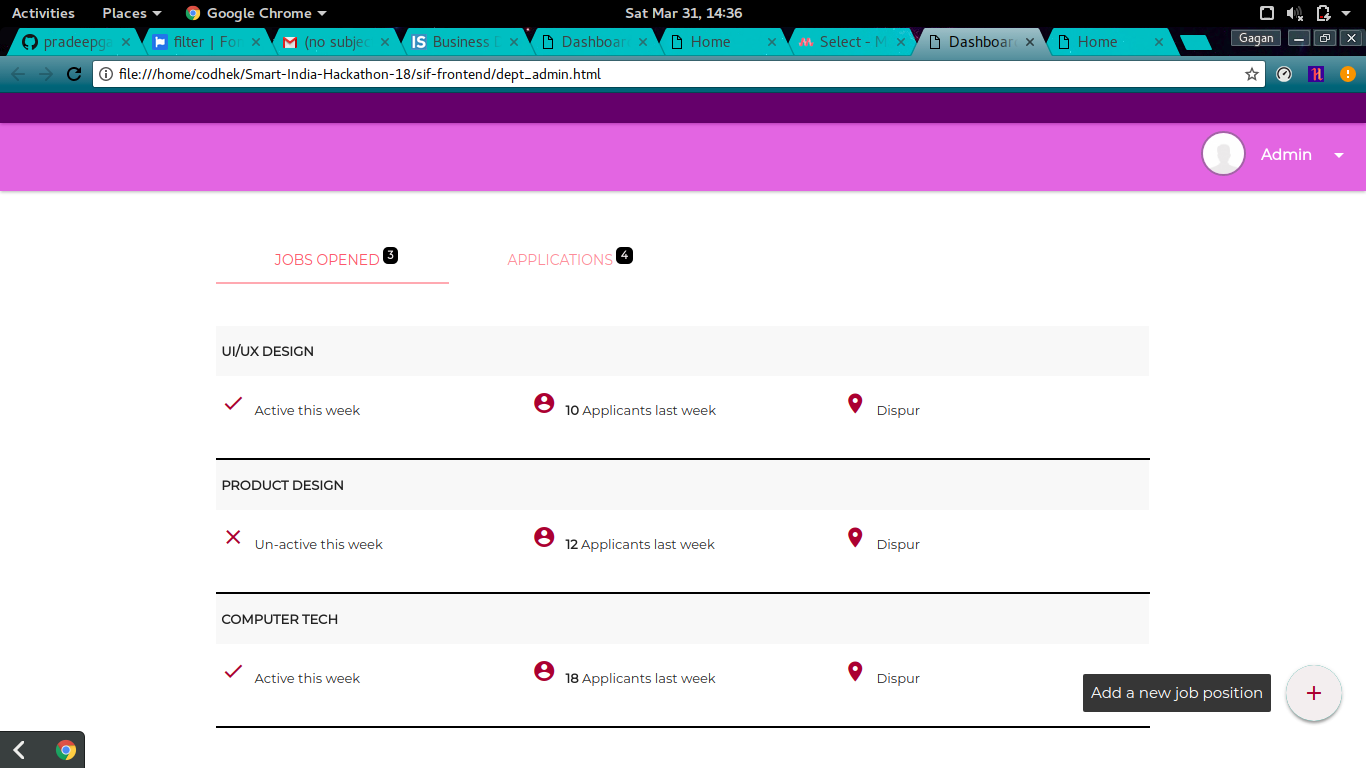 Activities Places Google Chrome Sat Mar 31, 14:36
pradeepga filter | Fon (no subjec Business D Dashboar Home Select - M Dashboar Home Gagan
file:///home/codhek/Smart-India-Hackathon-18/sif-frontend/dept_admin.html
Admin
JOBS OPENED 3 APPLICATIONS 4
UI/UX DESIGN
Active this week 10 Applicants last week Dispur
PRODUCT DESIGN
Un-active this week 12 Applicants last week Dispur
COMPUTER TECH
Active this week 18 Applicants last week Dispur
Add a new job position